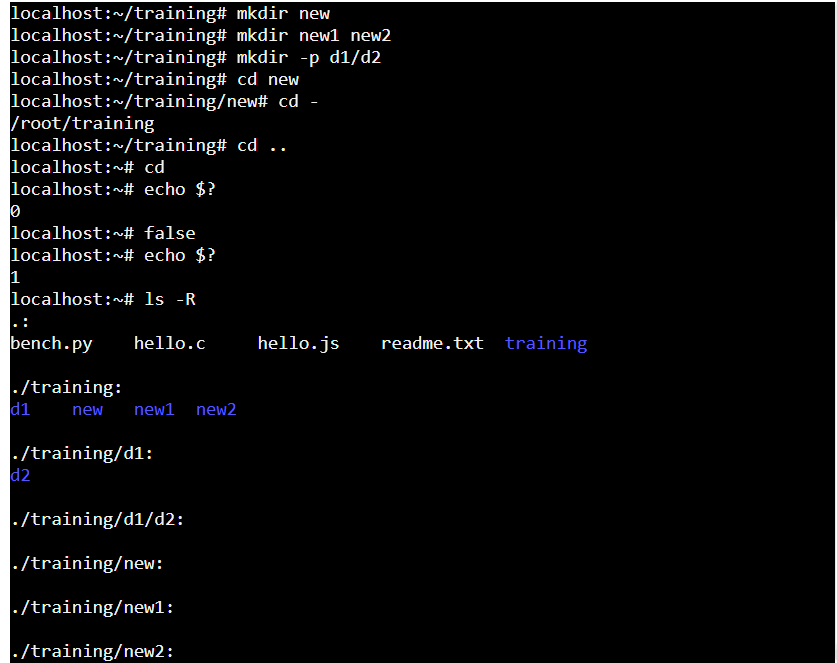 localhost:~/training# mkdir new
localhost:~/training# mkdir new1 new2
localhost:~/training# mkdir -p d1/d2
localhost:~/training# cd new
localhost:~/training/new# cd -
/root/training
localhost:~/training# cd ..
localhost:~# cd
localhost:~# echo $?
0
localhost:~# false
localhost:~# echo $?
1
localhost:~# ls -R
.:
bench.py    hello.c     hello.js    readme.txt  training

./training:
d1    new   new1  new2

./training/d1:
d2

./training/d1/d2:

./training/new:

./training/new1:

./training/new2: